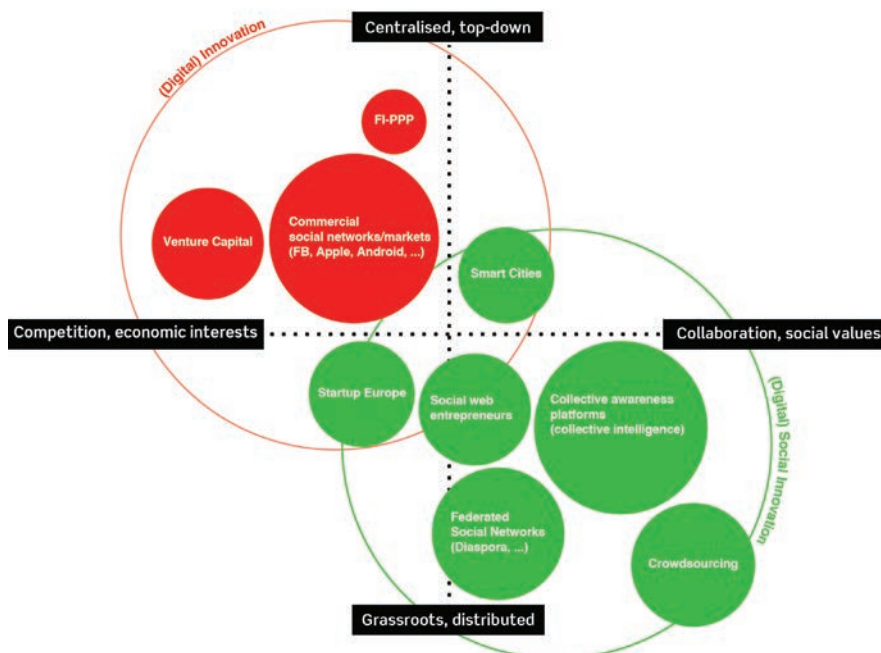 Centralised, top-down
(Digital) Innovation
FI-PPP
Commercial
social networks/markets
(FB, Apple, Android, ...)
Venture Capital
Smart Cities
Competition, economic interests
Collaboration, social values
Startup Europe
Social web
entrepreneurs
Collective awareness
platforms
(collective intelligence)
(Digital) Social Innovation
Federated
Social Networks
(Diaspora, ...)
Crowdsourcing
Grassroots, distributed